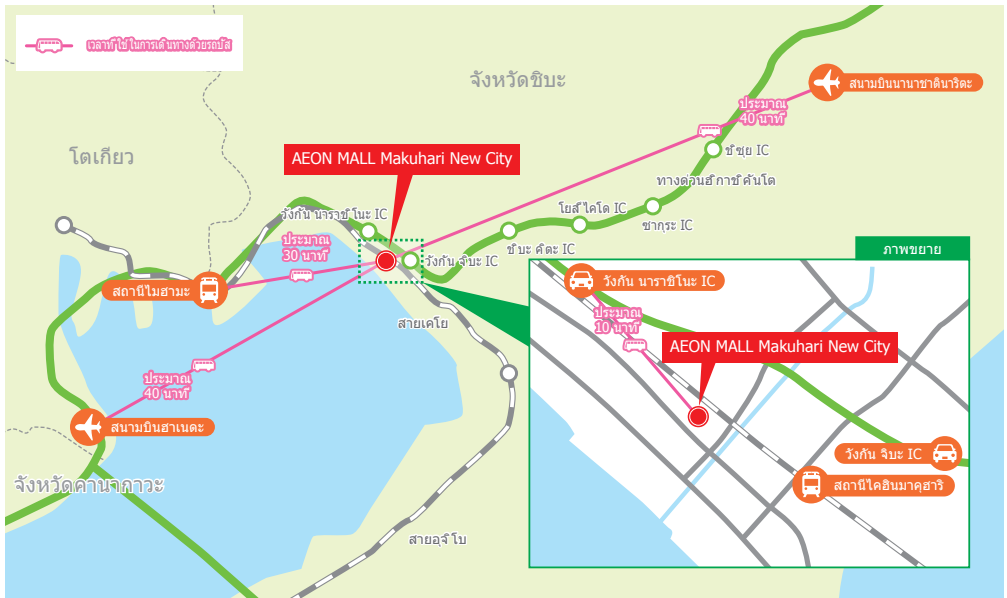 เวลาที่ใช้ในการเดินทางด้วยรถบัส
จังหวัดชิบะ
สนามบินนานาชาตินาริตะ
ประมาณ
40 นาที
ชิซุย IC
โตเกียว
AEON MALL Makuhari New City
ทางด่วนฮิกาชิคันโต
โยสึไคโด IC
ซากุระ IC
วังกัน นาราชิโนะ IC
ประมาณ
30 นาที
ชิบะ คิตะ IC
วังกัน จิบะ IC
ภาพขยาย
สถานีไมฮามะ
วังกัน นาราชิโนะ IC
ประมาณ
10 นาที
สายเคโย
AEON MALL Makuhari New City
ประมาณ
40 นาที
สนามบินฮาเนดะ
วังกัน จิบะ IC
จังหวัดคานากาวะ
สถานีไคฮินมาคุฮาริ
สายอุจิโบ